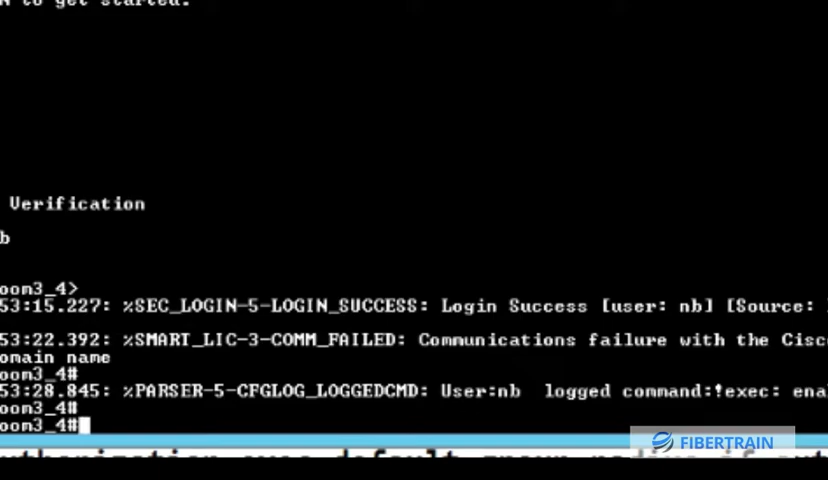 to get started.
Verification
b
oom3_4>
53:15.227: %SEC_LOGIN-5-LOGIN_SUCCESS: Login Success [user: nb] [Source:
53:22.392: %SMART_LIC-3-COMM_FAILED: Communications failure with the Cisc
omain name
oom3_4#
53:28.845: %PARSER-5-CFGLOG_LOGGEDCMD: User:nb  logged command:!exec: ena
oom3_4#
oom3_4#
FIBERTRAIN